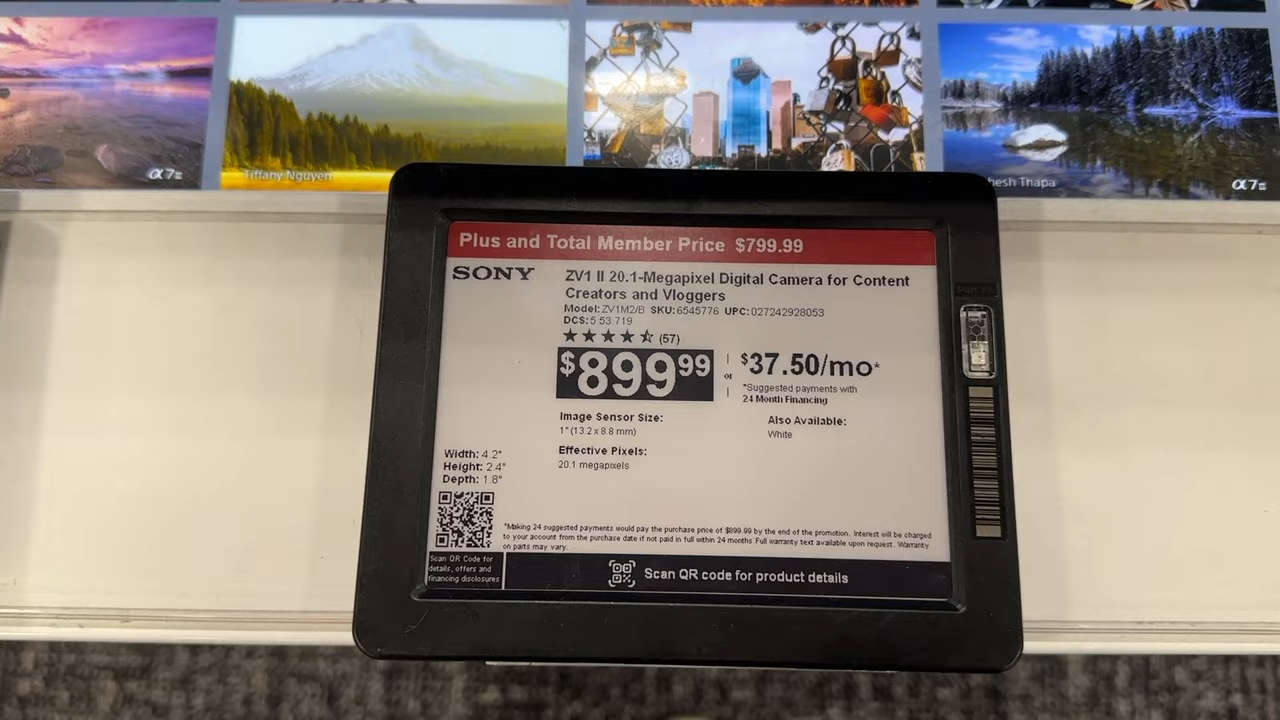 α7III
Tiffany Nguyen
hesh Thapa
α7III
Plus and Total Member Price $799.99
SONY
ZV1 II 20.1-Megapixel Digital Camera for Content
Creators and Vloggers
Model:ZV1M2/B SKU:6545776 UPC:027242928053
DCS:5.53.719
(57)
$899.99
or
$37.50/mo*
*Suggested payments with
24 Month Financing
Image Sensor Size:
1" (13.2 x 8.8 mm)
Also Available:
White
Effective Pixels:
20.1 megapixels
Width: 4.2"
Height: 2.4"
Depth: 1.8"
*Making 24 suggested payments would pay the purchase price of $899.99 by the end of the promotion. Interest will be charged
to your account from the purchase date if not paid in full within 24 months. Full warranty text available upon request. Warranty
on parts may vary.
Scan QR Code for
details, offers and
financing disclosures
Scan QR code for product details